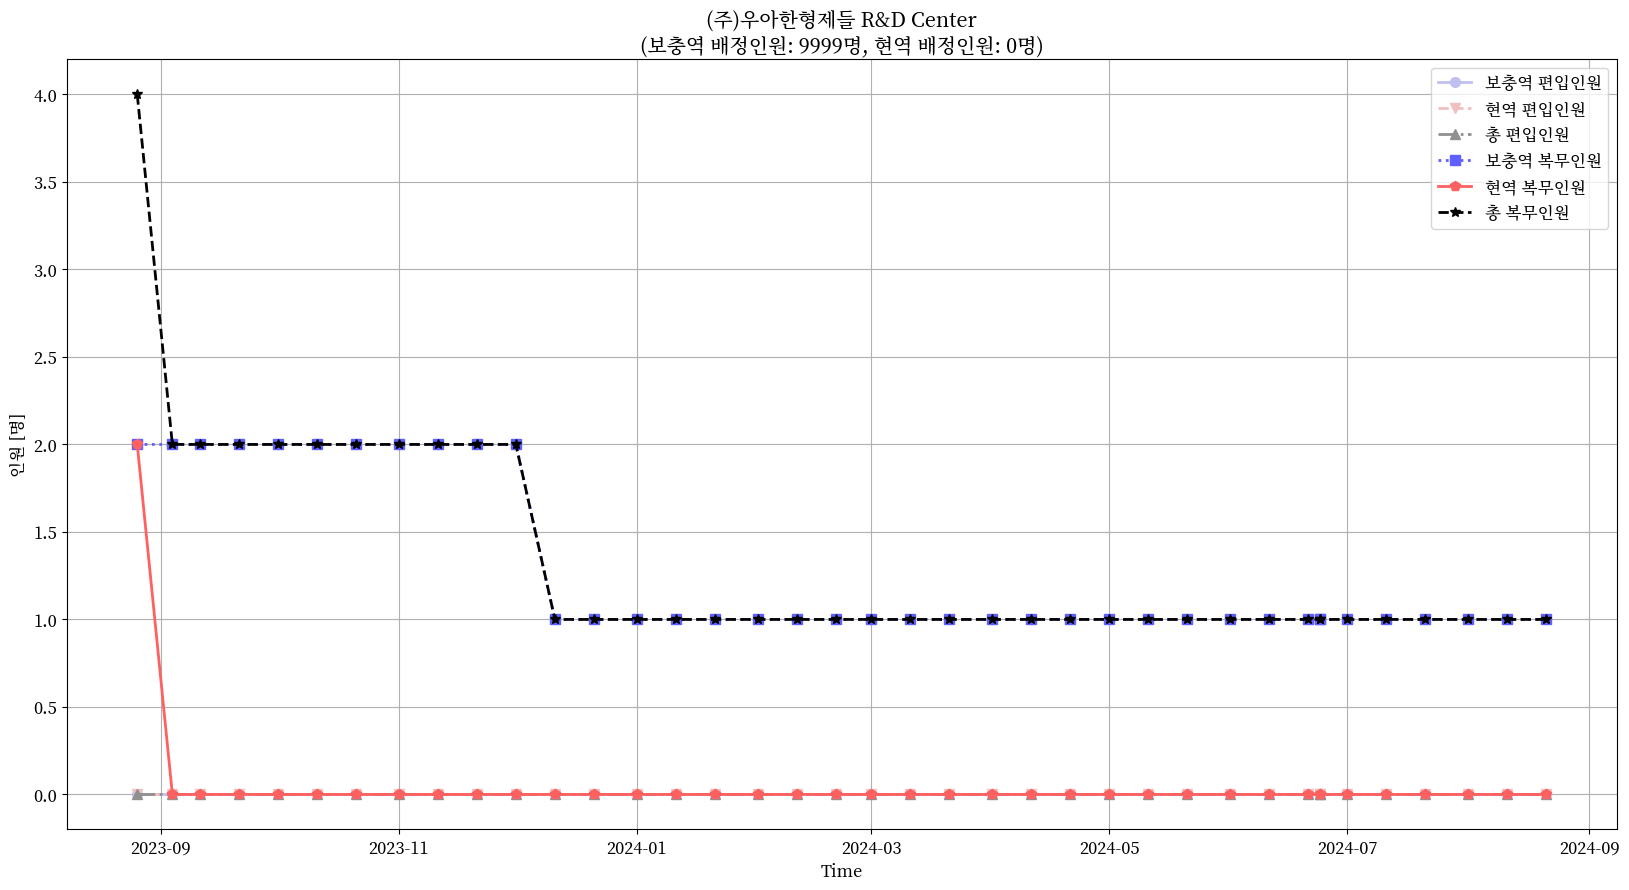 (주)우아한형제들 R&D Center
(보충역 배정인원: 9999명, 현역 배정인원: 0명)
보충역 편입인원
현역 편입인원
총 편입인원
보충역 복무인원
현역 복무인원
총 복무인원
4.0
3.5
3.0
2.5
2.0
1.5
1.0
0.5
0.0
인원 [명]
2023-09
2023-11
2024-01
2024-03
2024-05
2024-07
2024-09
Time